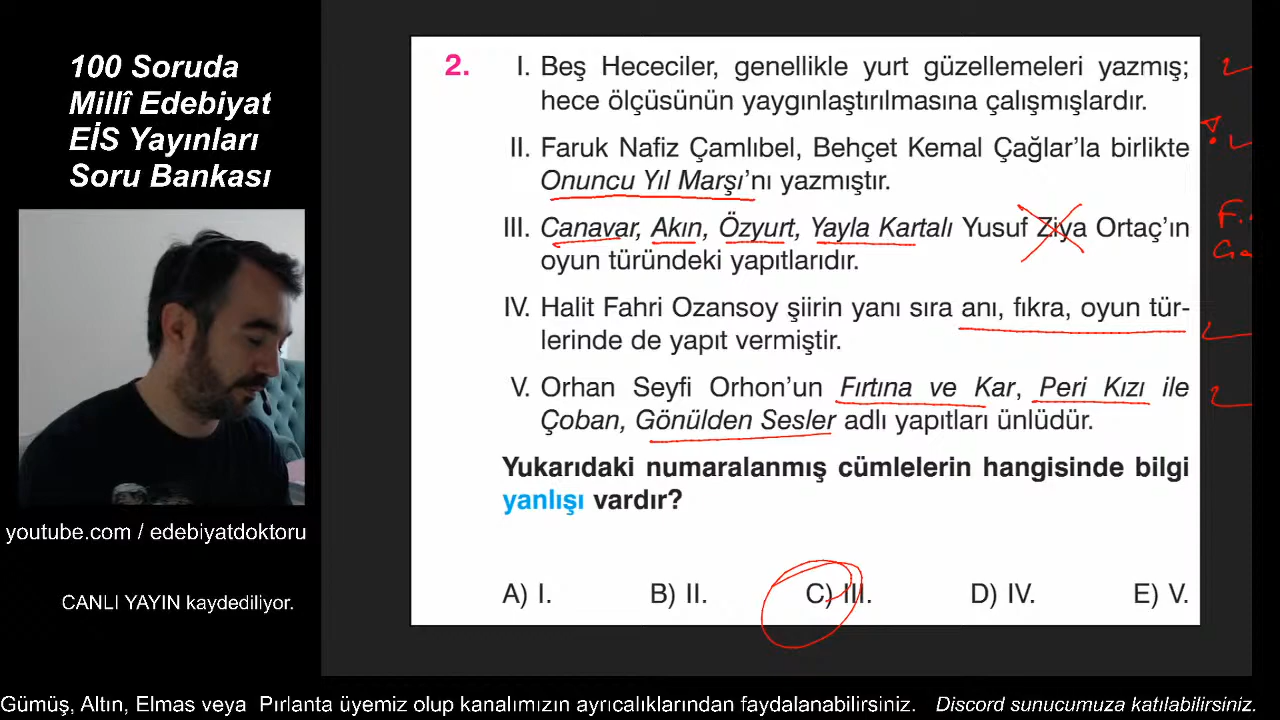 100 Soruda
Millî Edebiyat
EİS Yayınları
Soru Bankası
youtube.com / edebiyatdoktoru
CANLI YAYIN kaydediliyor.
2. I. Beş Hececiler, genellikle yurt güzellemeleri yazmış;
hece ölçüsünün yaygınlaştırılmasına çalışmışlardır.
II. Faruk Nafiz Çamlıbel, Behçet Kemal Çağlar’la birlikte
Onuncu Yıl Marşı’nı yazmıştır.
III. Canavar, Akın, Özyurt, Yayla Kartalı Yusuf Ziya Ortaç’ın
oyun türündeki yapıtlarıdır.
IV. Halit Fahri Ozansoy şiirin yanı sıra anı, fıkra, oyun tür-
lerinde de yapıt vermiştir.
V. Orhan Seyfi Orhon’un Fırtına ve Kar, Peri Kızı ile
Çoban, Gönülden Sesler adlı yapıtları ünlüdür.
Yukarıdaki numaralanmış cümlelerin hangisinde bilgi
yanlışı vardır?
A) I. B) II. C) III. D) IV. E) V.
Gümüş, Altın, Elmas veya Pırlanta üyemiz olup kanalımızın ayrıcalıklarından faydalanabilirsiniz. Discord sunucumuza katılabilirsiniz.